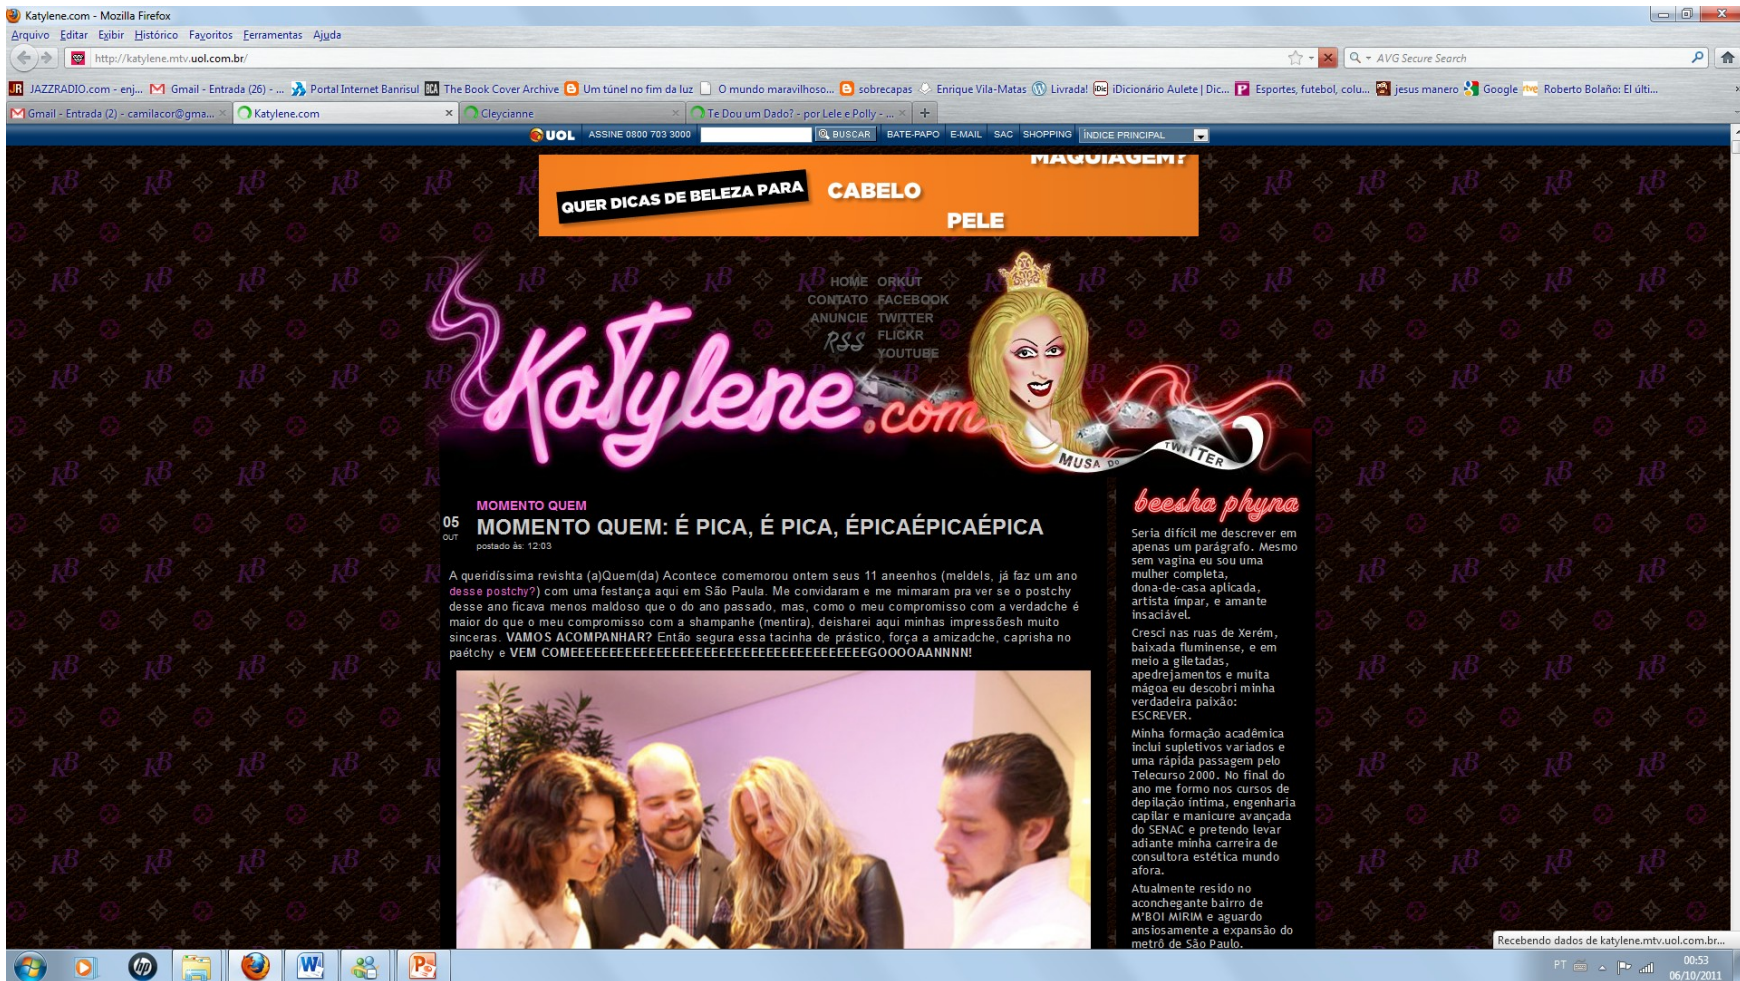 Katylene.com - Mozilla Firefox
Arquivo Editar Exibir Histórico Favoritos Ferramentas Ajuda
http://katylene.mtv.uol.com.br/
AVG Secure Search
JAZZRADIO.com - enj... Gmail - Entrada (26) - ... Portal Internet Banrisul BCA The Book Cover Archive Um túnel no fim da luz O mundo maravilhoso... sobrecapas Enrique Vila-Matas Livrada! iDicionário Aulete | Dic... Esportes, futebol, colu... jesus manero Google Roberto Bolaño: El últi...
Gmail - Entrada (2) - camilacor@gma... Katylene.com Cleycianne Te Dou um Dado? - por Lele e Polly - ...
UOL ASSINE 0800 703 3000 BUSCAR BATE-PAPO E-MAIL SAC SHOPPING ÍNDICE PRINCIPAL
MAQUIAGEM?
QUER DICAS DE BELEZA PARA
CABELO
PELE
HOME ORKUT
CONTATO FACEBOOK
ANUNCIE TWITTER
RSS FLICKR
YOUTUBE
Katylene.com
MUSA DO TWITTER
MOMENTO QUEM
05
OUT
MOMENTO QUEM: É PICA, É PICA, ÉPICAÉPICAÉPICA
postado às: 12:03
A queridíssima revishta (a)Quem(da) Acontece comemorou ontem seus 11 aneenhos (meldels, já faz um ano
desse postchy?) com uma festança aqui em São Paula. Me convidaram e me mimaram pra ver se o postchy
desse ano ficava menos maldoso que o do ano passado, mas, como o meu compromisso com a verdadche é
maior do que o meu compromisso com a shampanhe (mentira), deisharei aqui minhas impressõesh muito
sinceras. VAMOS ACOMPANHAR? Então segura essa tacinha de prástico, força a amizadche, caprisha no
paétchy e VEM COMEEEEEEEEEEEEEEEEEEEEEEEEEEEEEEEEEEEEEEGOOOOAANNNN!
beesha phyna
Seria difícil me descrever em
apenas um parágrafo. Mesmo
sem vagina eu sou uma
mulher completa,
dona-de-casa aplicada,
artista ímpar, e amante
insaciável.
Cresci nas ruas de Xerém,
baixada fluminense, e em
meio a giletadas,
apedrejamentos e muita
mágoa eu descobri minha
verdadeira paixão:
ESCREVER.
Minha formação acadêmica
inclui supletivos variados e
uma rápida passagem pelo
Telecurso 2000. No final do
ano me formo nos cursos de
depilação íntima, engenharia
capilar e manicure avançada
do SENAC e pretendo levar
adiante minha carreira de
consultora estética mundo
afora.
Atualmente resido no
aconchegante bairro de
M'BOI MIRIM e aguardo
ansiosamente a expansão do
metrô de São Paulo.
Recebendo dados de katylene.mtv.uol.com.br...
PT
00:53
06/10/2011